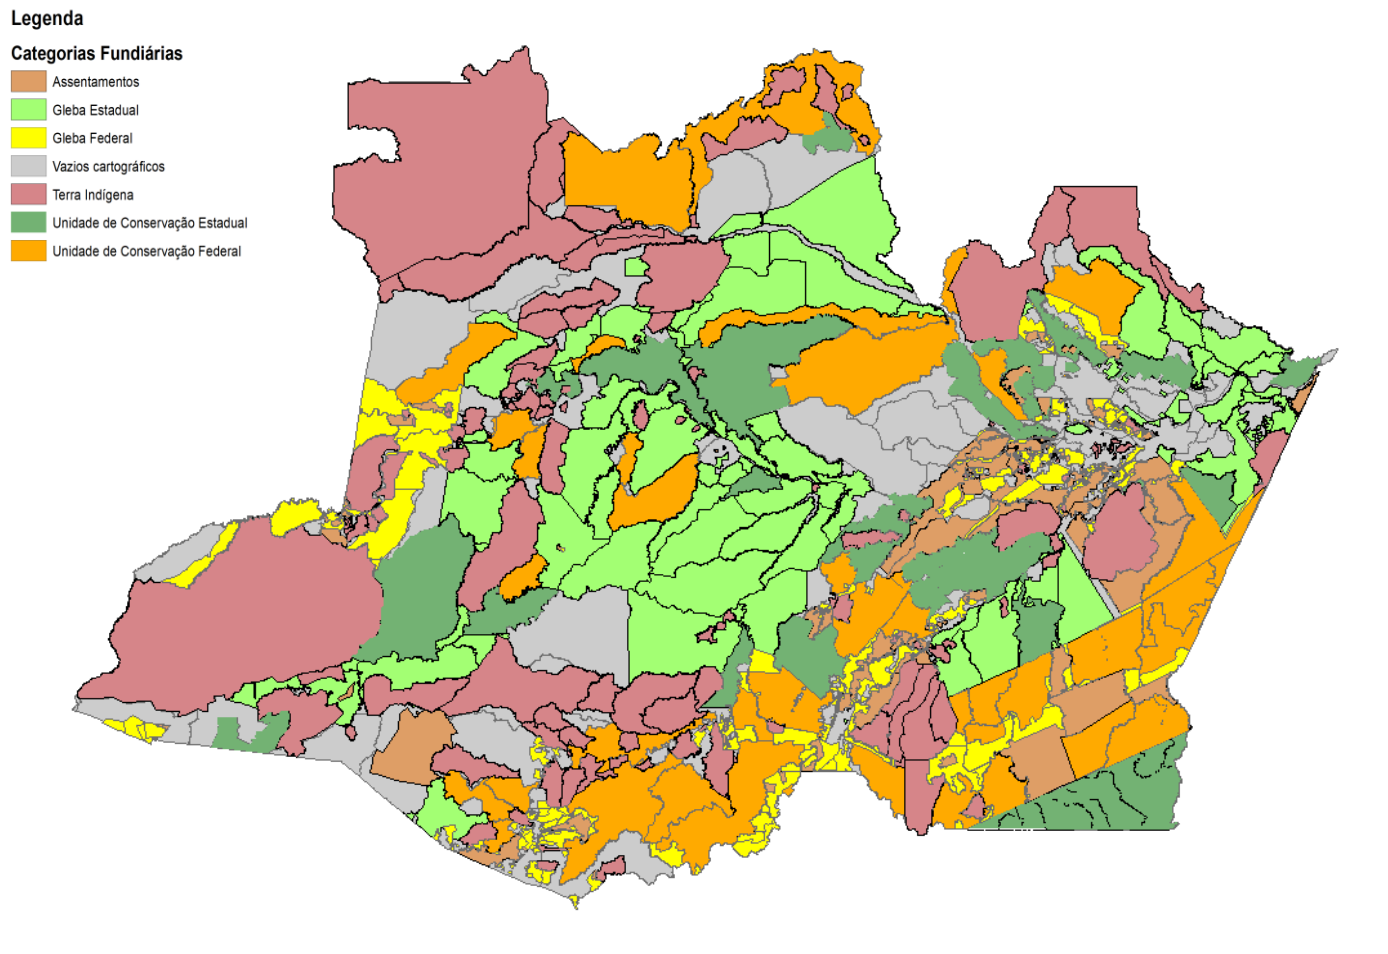 Legenda
Categorias Fundiárias
Assentamentos
Gleba Estadual
Gleba Federal
Vazios cartográficos
Terra Indígena
Unidade de Conservação Estadual
Unidade de Conservação Federal